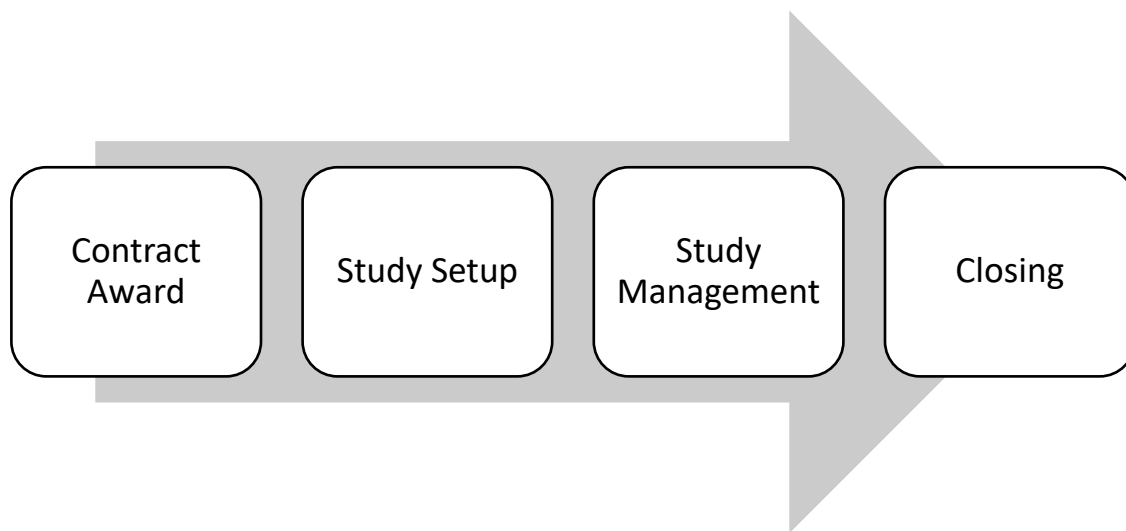 Contract
Award
Study Setup
Study
Management
Closing